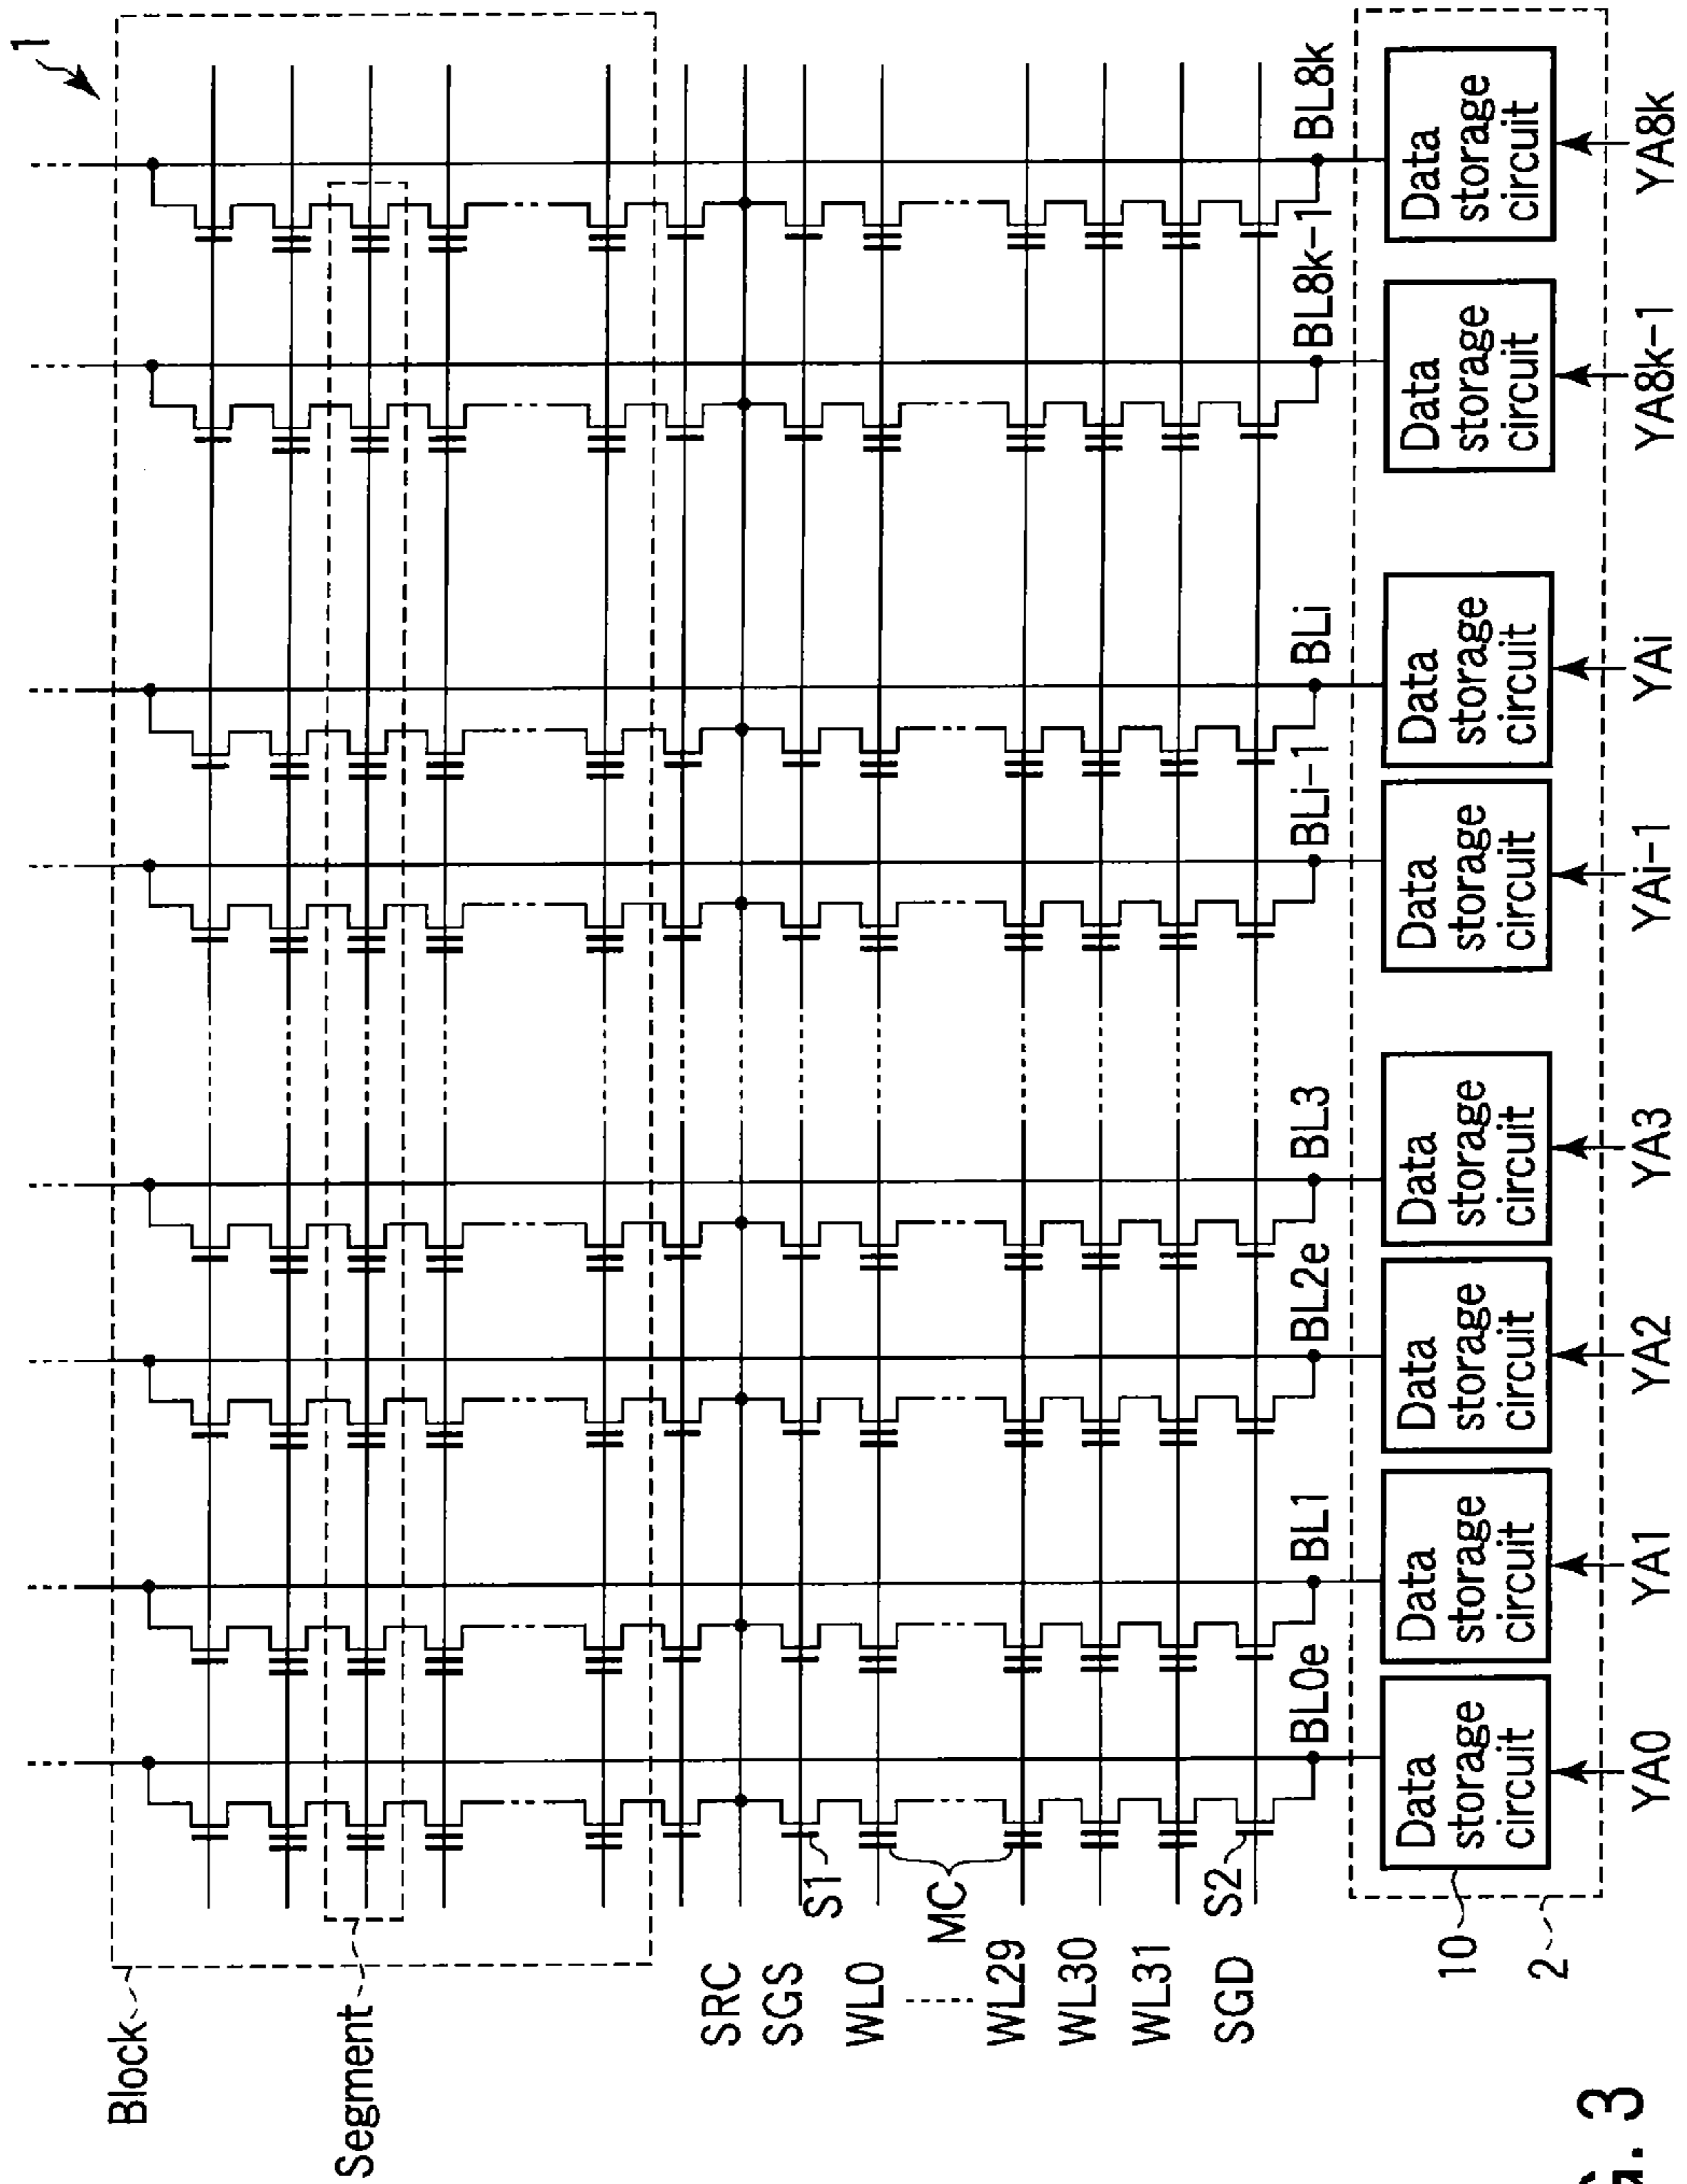 1
Block
Segment
SRC
SGS
WL0
WL29
WL30
WL31
SGD
S1
MC
S2
BL0e
BL1
BL2e
BL3
BLi-1
BLi
BL8k-1
BL8k
Data
storage
circuit
Data
storage
circuit
Data
storage
circuit
Data
storage
circuit
Data
storage
circuit
Data
storage
circuit
Data
storage
circuit
Data
storage
circuit
10
2
YA0
YA1
YA2
YA3
YAi-1
YAi
YA8k-1
YA8k
G. 3